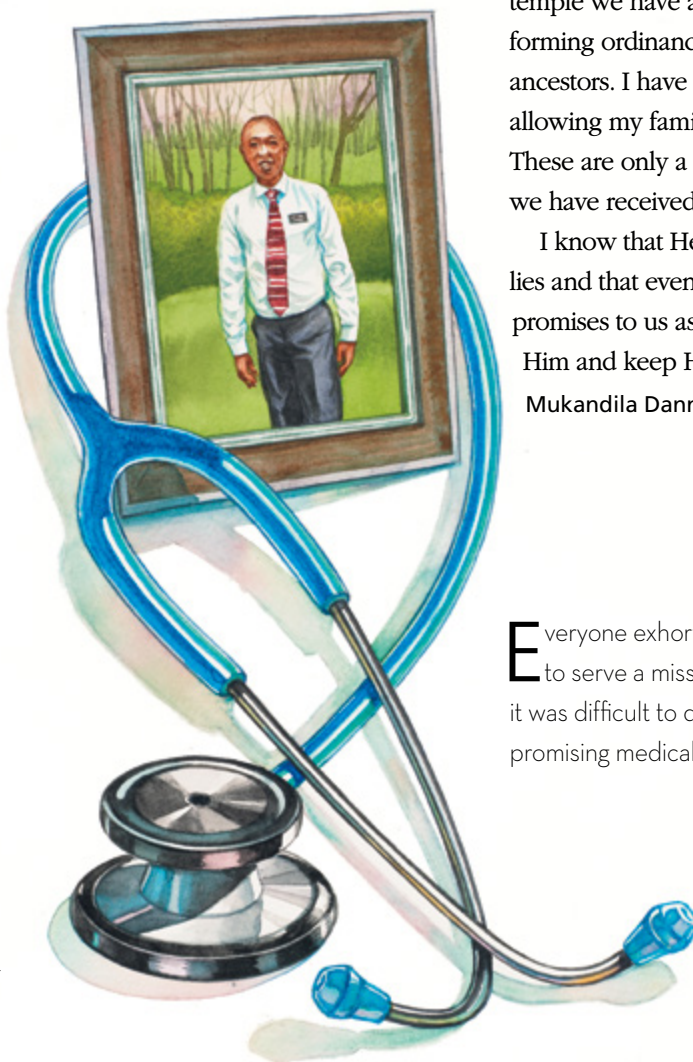 temple we have a
forming ordinanc
ancestors. I have
allowing my fami
These are only a
we have received
I know that He
lies and that even
promises to us as
Him and keep H
Mukandila Dann
Everyone exhor
to serve a miss
it was difficult to
promising medical